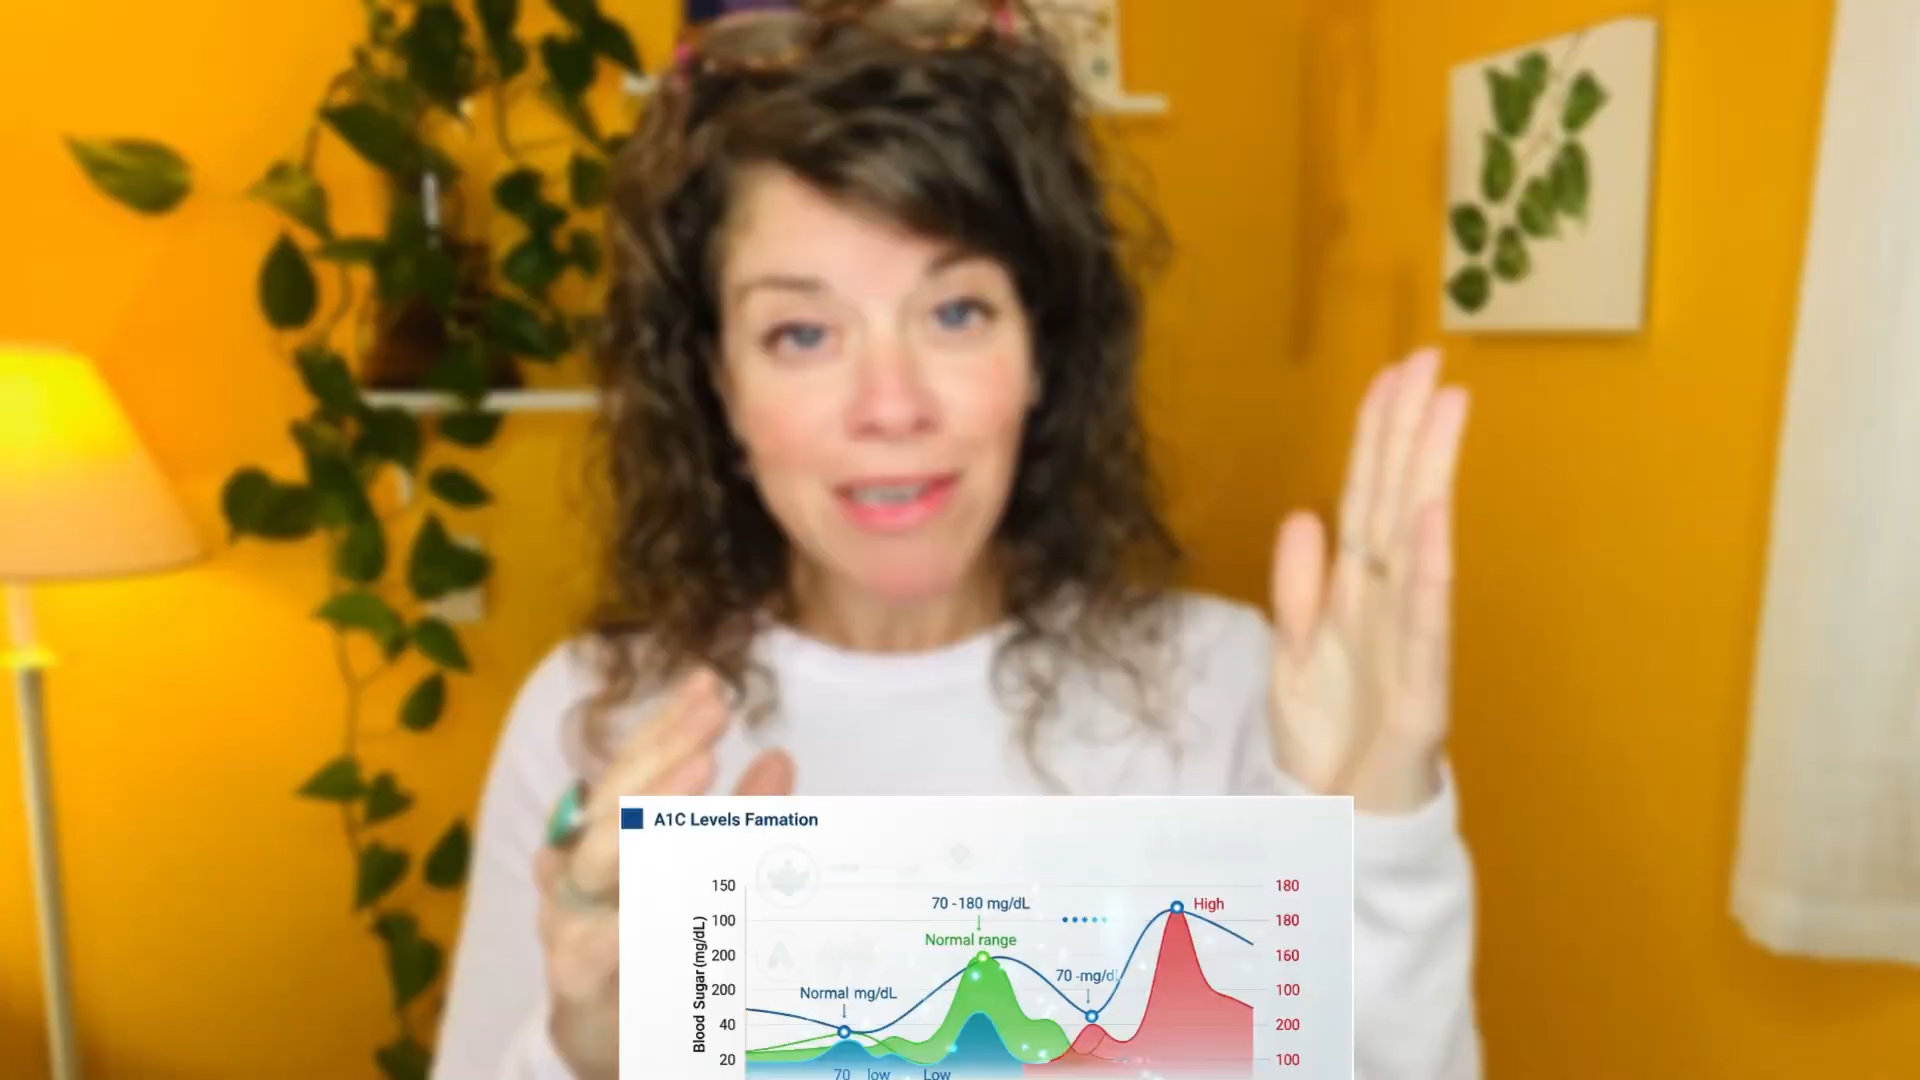 A1C Levels Famation
150
180
70 -180 mg/dL
High
100
180
Normal range
200
160
70 -mg/dL
Normal mg/dL
200
100
40
200
20
100
Blood Sugar (mg/dL)
70 low Low